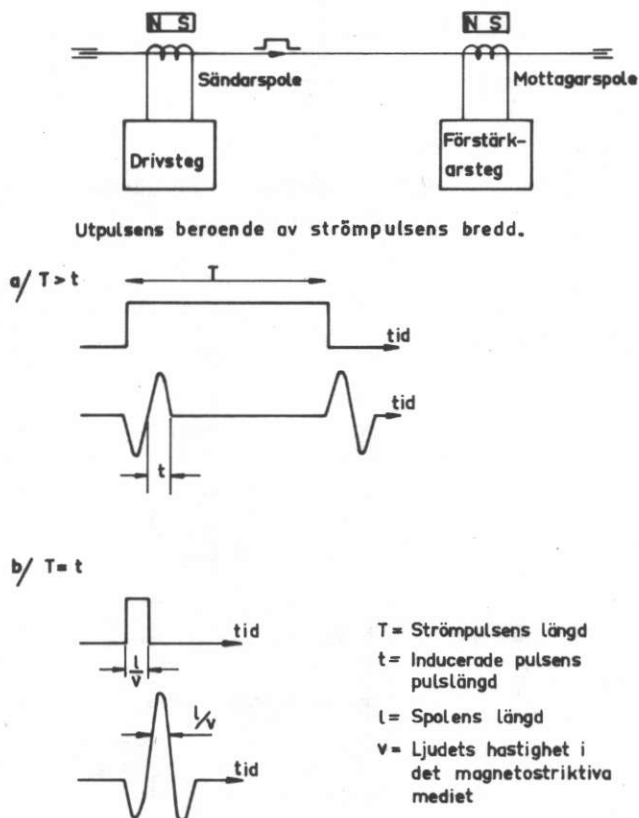 N S
N S
Sändarspole
Mottagarspole
Drivsteg
Förstärk-
arsteg
Utpulsens beroende av strömpulsens bredd.
a/ T > t
T
tid
tid
t
b/ T = t
tid
l/v
l/v
tid
T = Strömpulsens längd
t = Inducerade pulsens
pulslängd
l = Spolens längd
v = Ljudets hastighet i
det magnetostriktiva
mediet